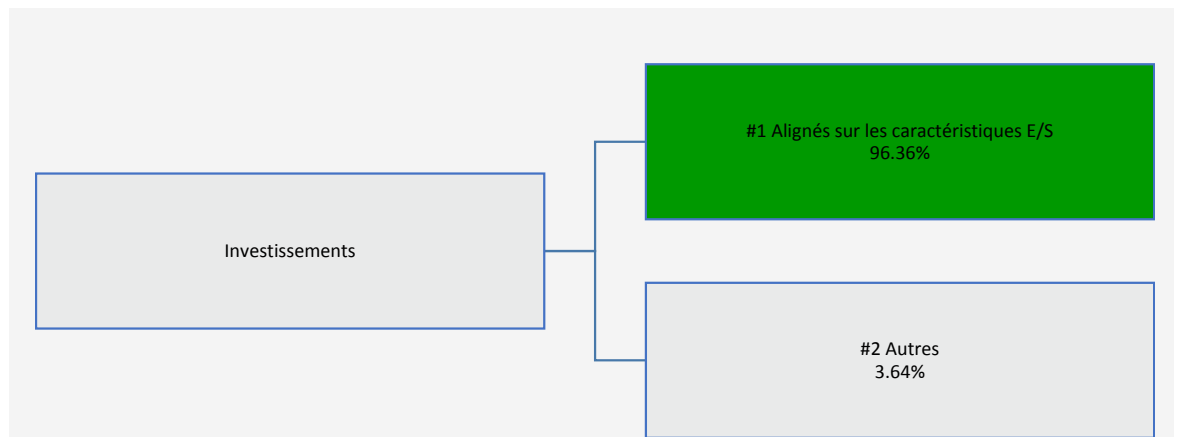 #1 Alignés sur les caractéristiques E/S
96.36%
Investissements
#2 Autres
3.64%